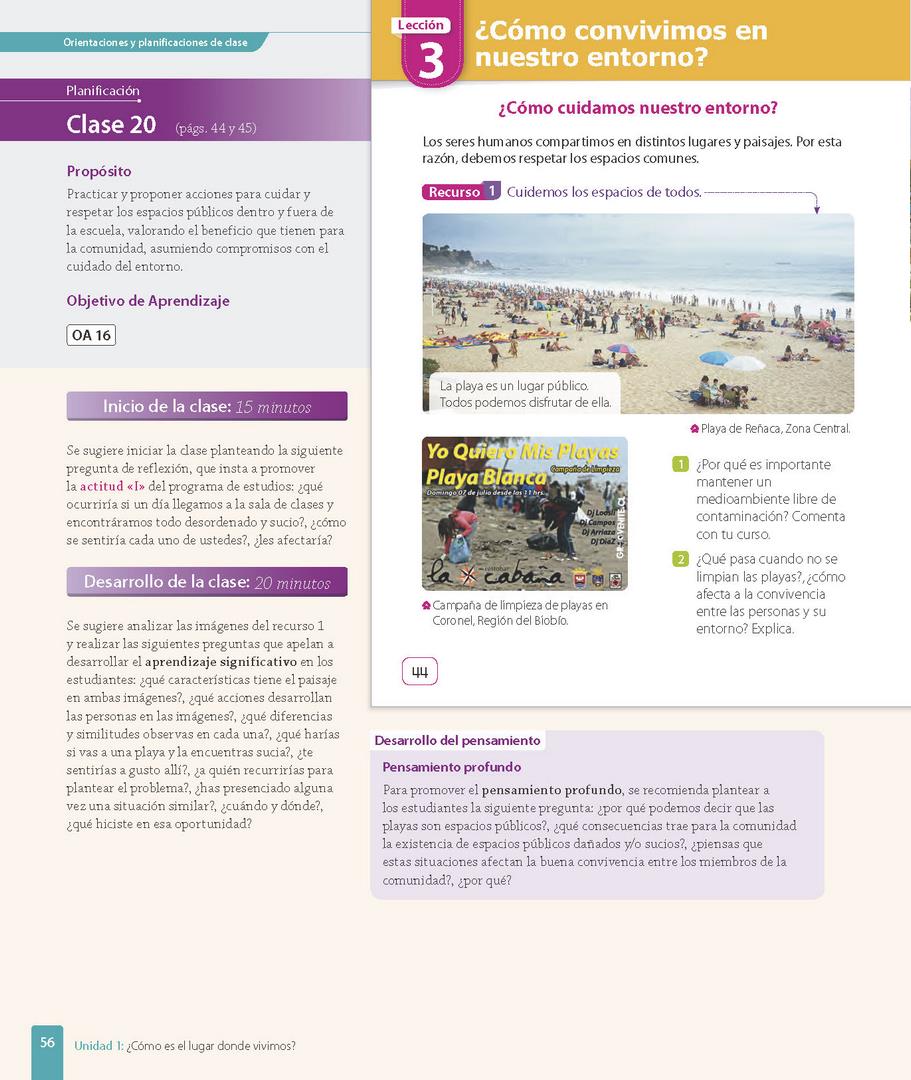 Orientaciones y planificaciones de clase
Planificación
Clase 20 (págs. 44 y 45)
Propósito
Practicar y proponer acciones para cuidar y
respetar los espacios públicos dentro y fuera de
la escuela, valorando el beneficio que tienen para
la comunidad, asumiendo compromisos con el
cuidado del entorno.
Objetivo de Aprendizaje
OA 16
Inicio de la clase: 15 minutos
Se sugiere iniciar la clase planteando la siguiente
pregunta de reflexión, que insta a promover
la actitud «I» del programa de estudios: ¿qué
ocurriría si un día llegamos a la sala de clases y
encontráramos todo desordenado y sucio?, ¿cómo
se sentiría cada uno de ustedes?, ¿les afectaría?
Desarrollo de la clase: 20 minutos
Se sugiere analizar las imágenes del recurso 1
y realizar las siguientes preguntas que apelan a
desarrollar el aprendizaje significativo en los
estudiantes: ¿qué características tiene el paisaje
en ambas imágenes?, ¿qué acciones desarrollan
las personas en las imágenes?, ¿qué diferencias
y similitudes observas en cada una?, ¿qué harías
si vas a una playa y la encuentras sucia?, ¿te
sentirías a gusto allí?, ¿a quién recurrirías para
plantear el problema?, ¿has presenciado alguna
vez una situación similar?, ¿cuándo y dónde?,
¿qué hiciste en esa oportunidad?
Lección
3
¿Cómo convivimos en
nuestro entorno?
¿Cómo cuidamos nuestro entorno?
Los seres humanos compartimos en distintos lugares y paisajes. Por esta
razón, debemos respetar los espacios comunes.
Recurso 1 Cuidemos los espacios de todos.
La playa es un lugar público.
Todos podemos disfrutar de ella.
Playa de Reñaca, Zona Central.
Yo Quiero Mis Playas
Campaña de Limpieza
Playa Blanca
Domingo 07 de julio desde las 11 hrs.
Dj Loosli
Dj Campos
Dj Arriaza
Dj DieZ
la cabaña
Campaña de limpieza de playas en
Coronel, Región del Biobío.
1 ¿Por qué es importante
mantener un
medioambiente libre de
contaminación? Comenta
con tu curso.
2 ¿Qué pasa cuando no se
limpian las playas?, ¿cómo
afecta a la convivencia
entre las personas y su
entorno? Explica.
44
Desarrollo del pensamiento
Pensamiento profundo
Para promover el pensamiento profundo, se recomienda plantear a
los estudiantes la siguiente pregunta: ¿por qué podemos decir que las
playas son espacios públicos?, ¿qué consecuencias trae para la comunidad
la existencia de espacios públicos dañados y/o sucios?, ¿piensas que
estas situaciones afectan la buena convivencia entre los miembros de la
comunidad?, ¿por qué?
56 Unidad 1: ¿Cómo es el lugar donde vivimos?